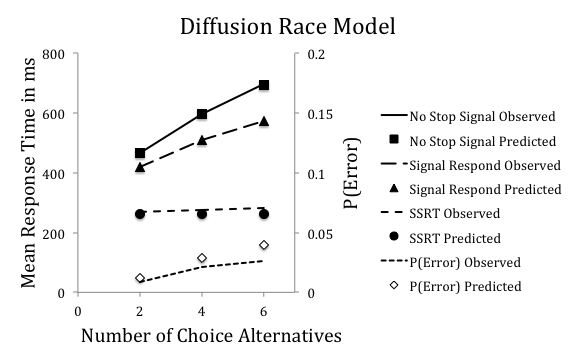 Diffusion Race Model
Mean Response Time in ms
800
600
400
200
0
0
2
4
6
Number of Choice Alternatives
0.2
0.15
0.1
0.05
0
P(Error)
No Stop Signal Observed
No Stop Signal Predicted
Signal Respond Observed
Signal Respond Predicted
SSRT Observed
SSRT Predicted
P(Error) Observed
P(Error) Predicted